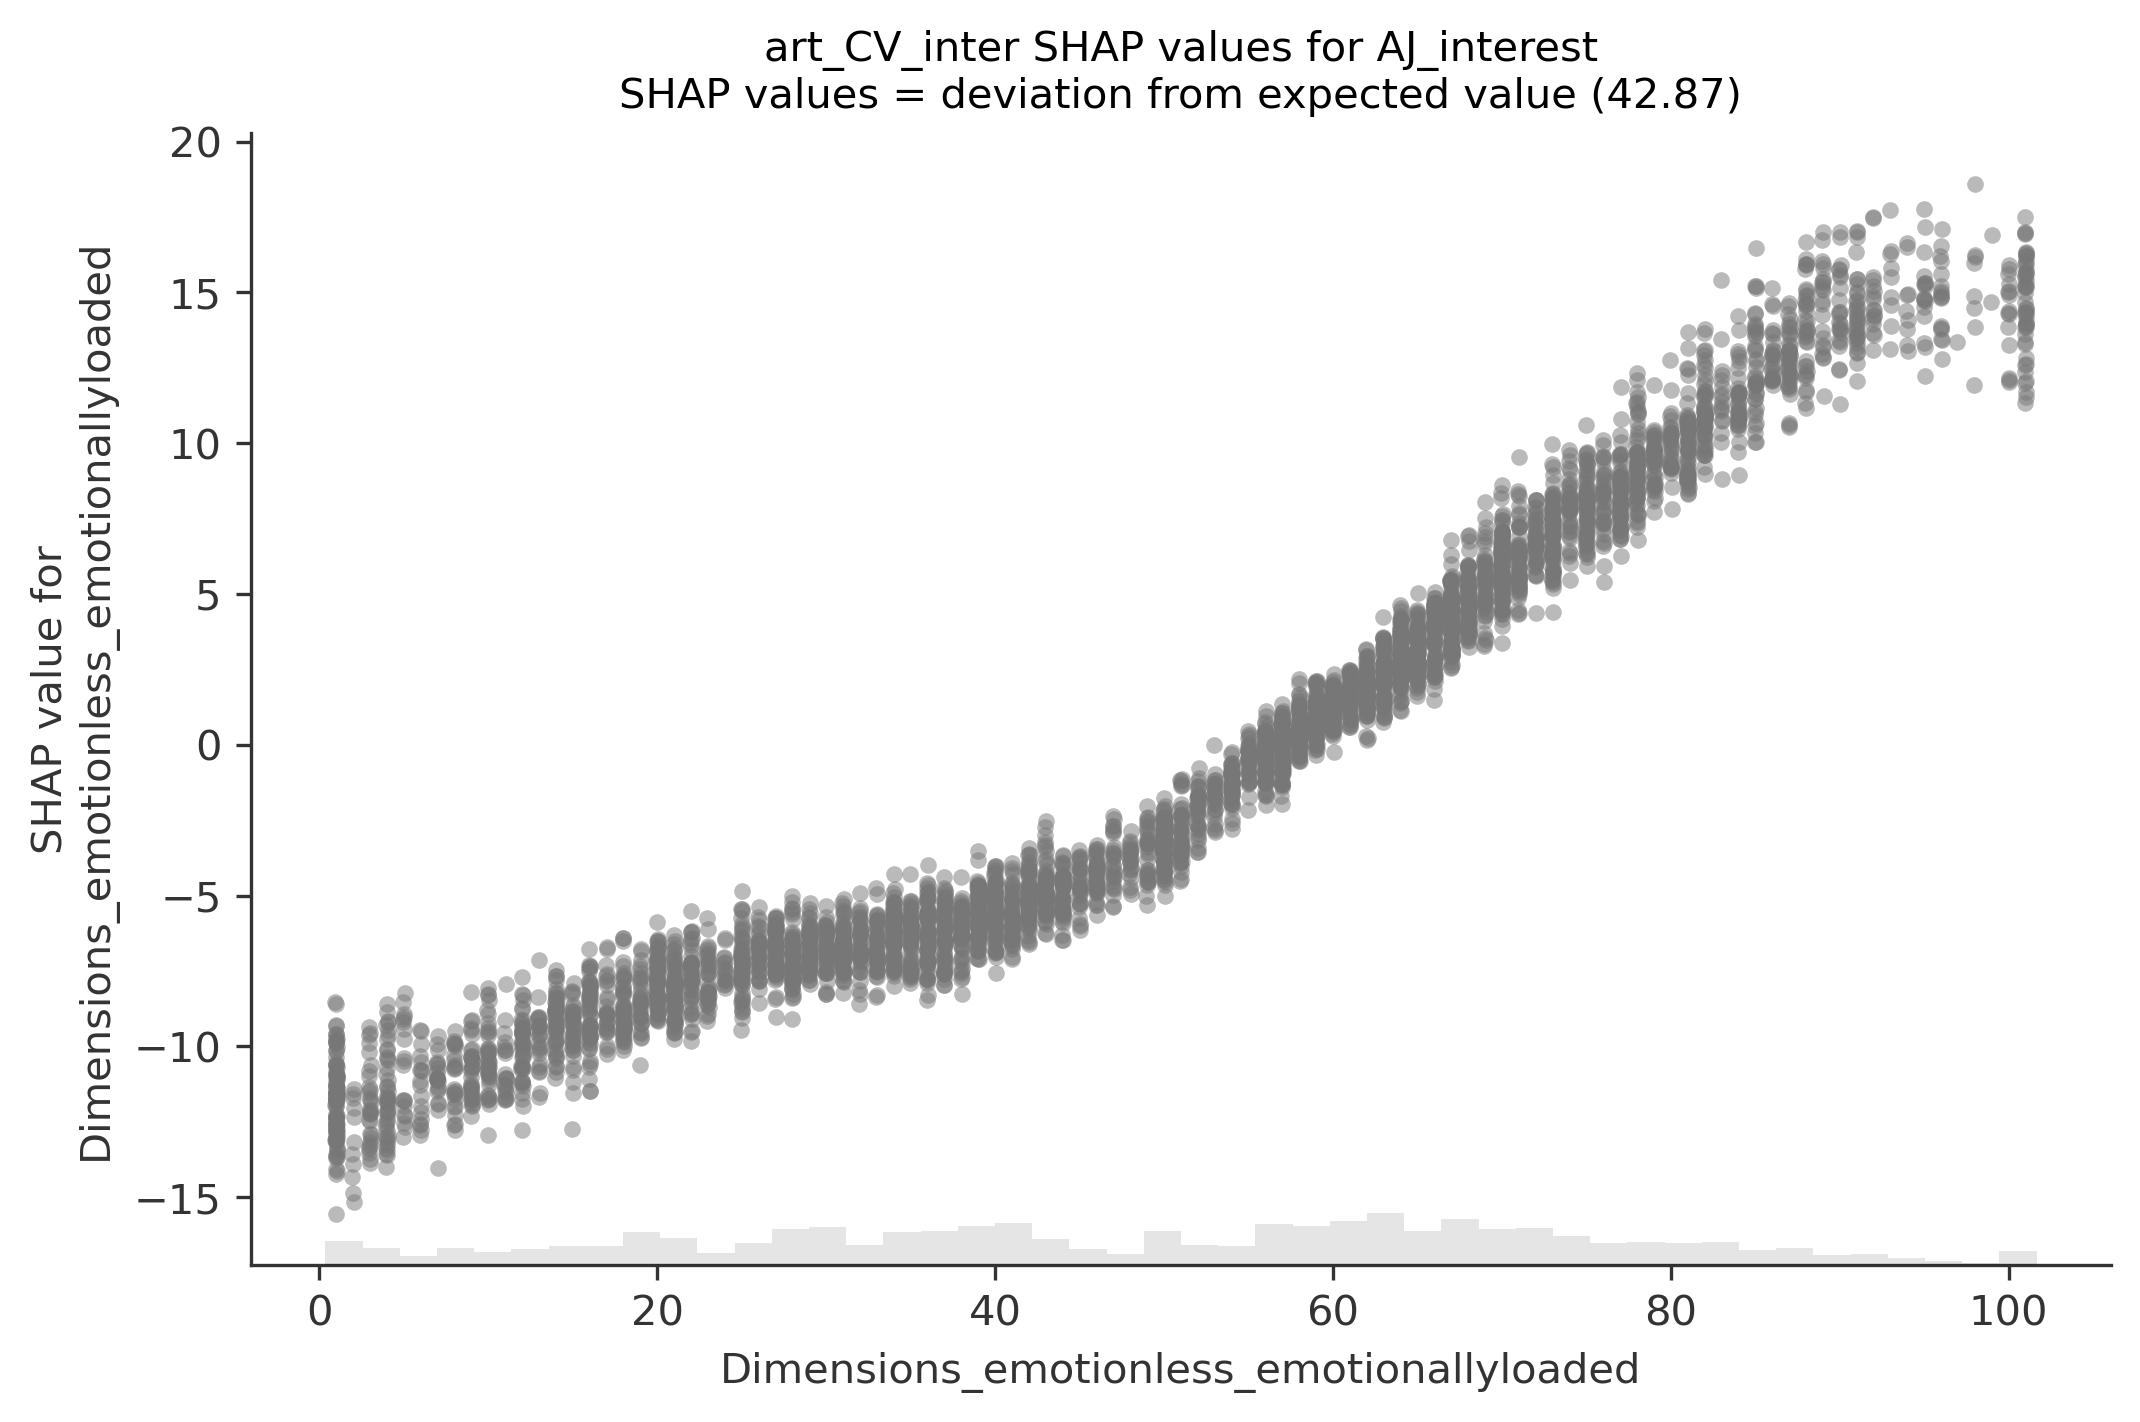 art_CV_inter SHAP values for AJ_interest
SHAP values = deviation from expected value (42.87)
20
15
10
5
0
−5
−10
−15
SHAP value for
Dimensions_emotionless_emotionallyloaded
0
20
40
60
80
100
Dimensions_emotionless_emotionallyloaded